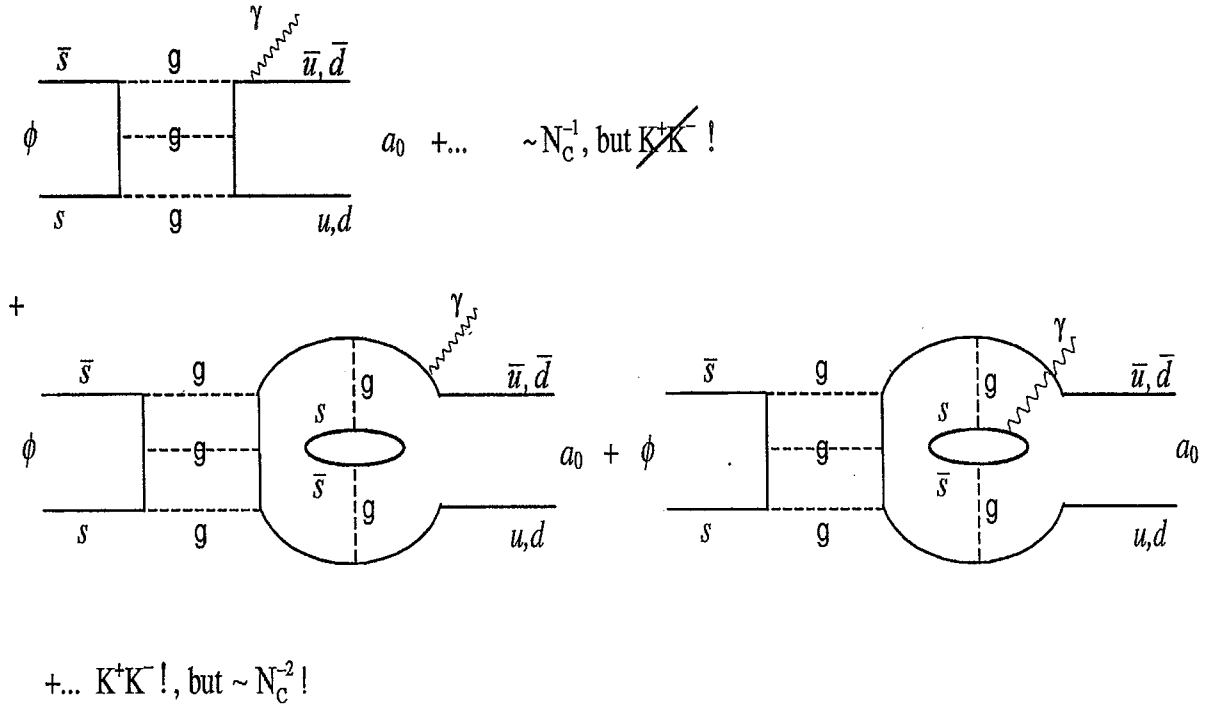 γ
s̄ g ū, d̄
ϕ g a₀ +... ~N_C^{-1}, but K⁺K⁻ !
s g u,d
+
γ γ
s̄ g g ū, d̄ s̄ g g ū, d̄
s s
ϕ g a₀ + ϕ g a₀
s̄ s̄
s g g u,d s g g u,d
+... K⁺K⁻ !, but ~ N_C^{-2} !